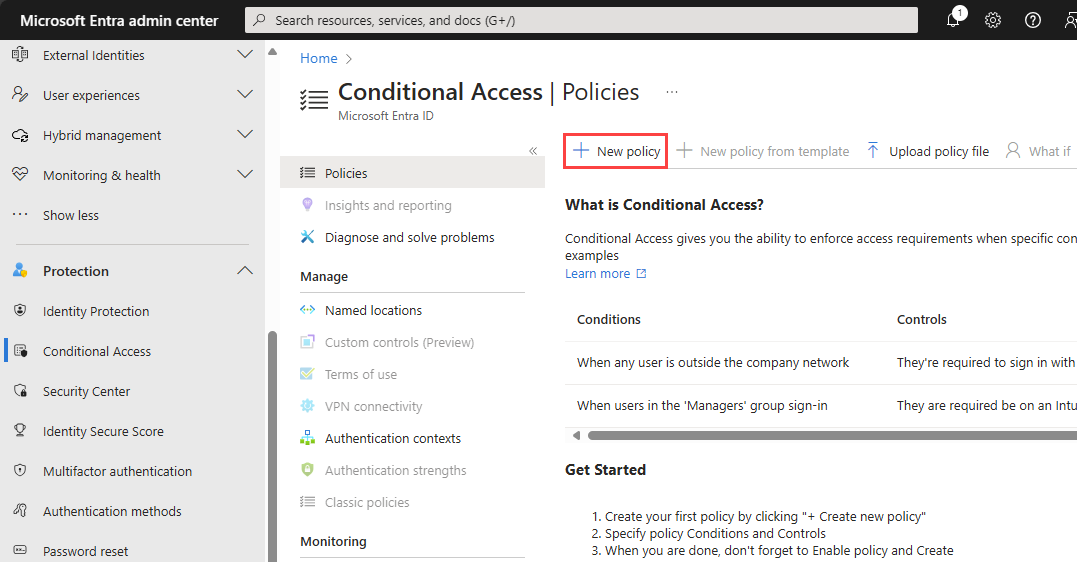 Microsoft Entra admin center
Search resources, services, and docs (G+/)
1
External Identities
User experiences
Hybrid management
Monitoring & health
Show less
Protection
Identity Protection
Conditional Access
Security Center
Identity Secure Score
Multifactor authentication
Authentication methods
Password reset
Home
Conditional Access | Policies
Microsoft Entra ID
Policies
Insights and reporting
Diagnose and solve problems
Manage
Named locations
Custom controls (Preview)
Terms of use
VPN connectivity
Authentication contexts
Authentication strengths
Classic policies
Monitoring
New policy
New policy from template
Upload policy file
What if
What is Conditional Access?
Conditional Access gives you the ability to enforce access requirements when specific con
examples
Learn more
Conditions Controls
When any user is outside the company network They're required to sign in with
When users in the 'Managers' group sign-in They are required be on an Intu
Get Started
1. Create your first policy by clicking "+ Create new policy"
2. Specify policy Conditions and Controls
3. When you are done, don't forget to Enable policy and Create